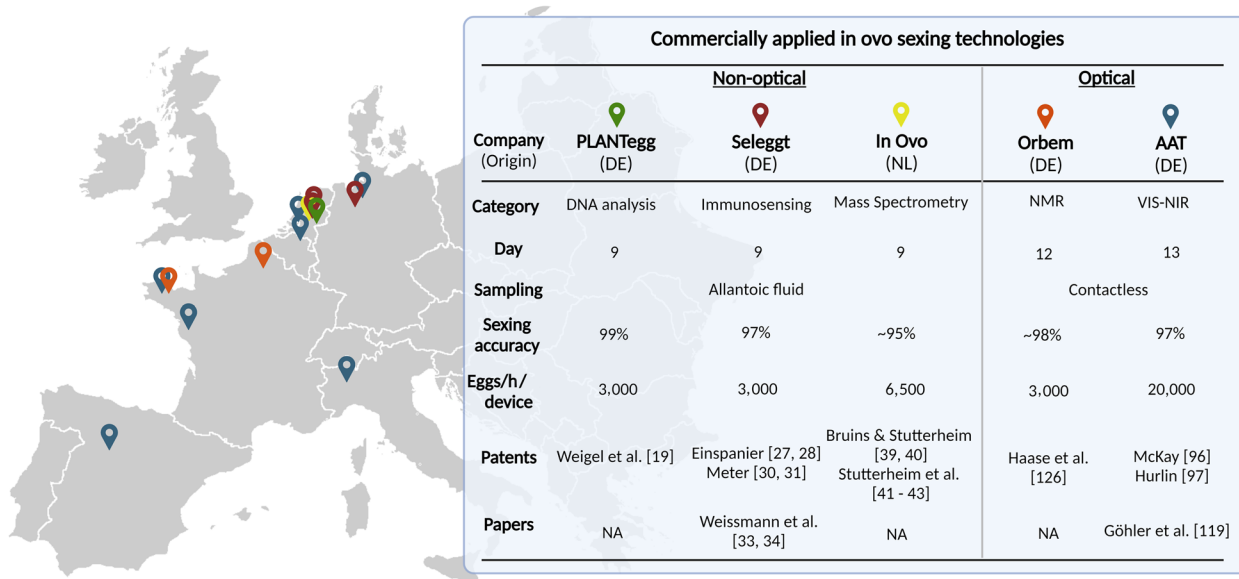 Commercially applied in ovo sexing technologies
Non-optical Optical
Company PLANTegg Seleggt In Ovo Orbem AAT
(Origin) (DE) (DE) (NL) (DE) (DE)
Category DNA analysis Immunosensing Mass Spectrometry NMR VIS-NIR
Day 9 9 9 12 13
Sampling Allantoic fluid Contactless
Sexing
accuracy 99% 97% ~95% ~98% 97%
Eggs/h/
device 3,000 3,000 6,500 3,000 20,000
Patents Weigel et al. [19] Einspanier [27, 28] Bruins & Stutterheim Haase et al. McKay [96]
Meter [30, 31] [39, 40] [126] Hurlin [97]
Stutterheim et al.
[41 - 43]
Papers NA Weissmann et al. NA NA Göhler et al. [119]
[33, 34]